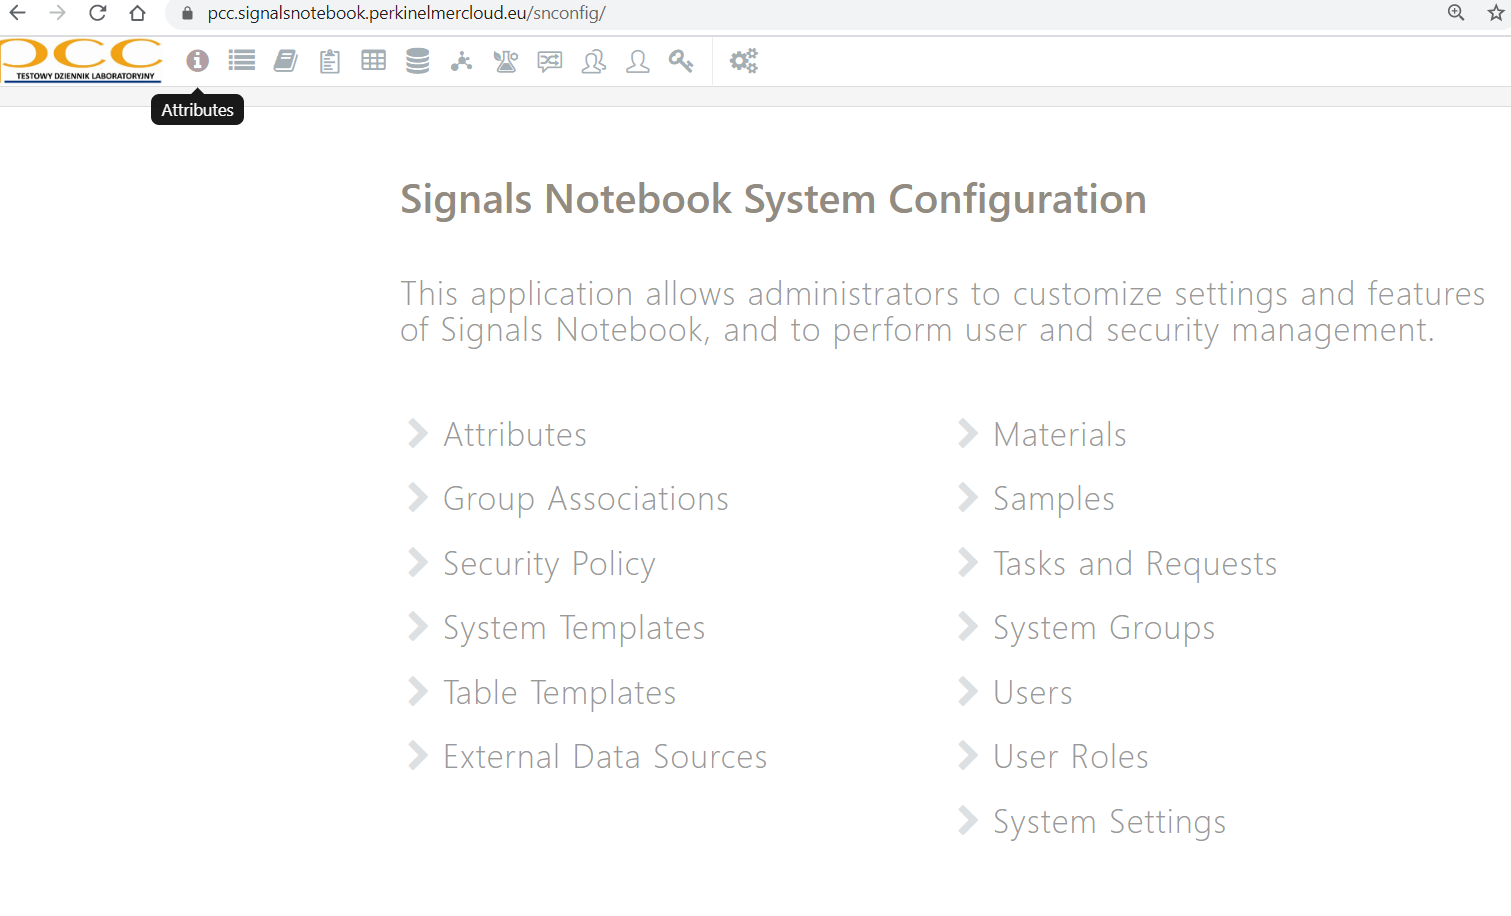 pcc.signalsnotebook.perkinelmercloud.eu/snconfig/
PCC
TESTOWY DZIENNIK LABORATORYJNY
Attributes
Signals Notebook System Configuration
This application allows administrators to customize settings and features
of Signals Notebook, and to perform user and security management.
Attributes
Group Associations
Security Policy
System Templates
Table Templates
External Data Sources
Materials
Samples
Tasks and Requests
System Groups
Users
User Roles
System Settings